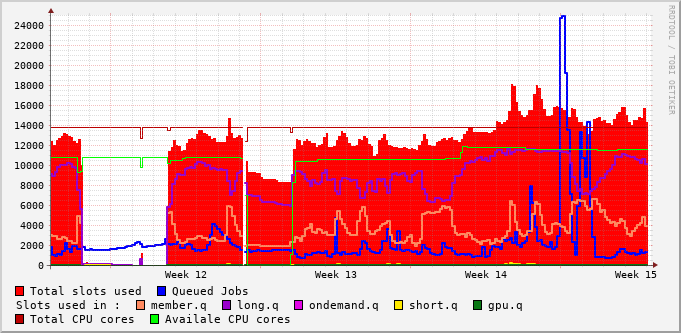 24000
22000
20000
18000
16000
14000
12000
10000
8000
6000
4000
2000
0
Week 12 Week 13 Week 14 Week 15
Total slots used Queued Jobs
Slots used in : member.q long.q ondemand.q short.q gpu.q
Total CPU cores Availale CPU cores
RRDTOOL / TOBI OETIKER